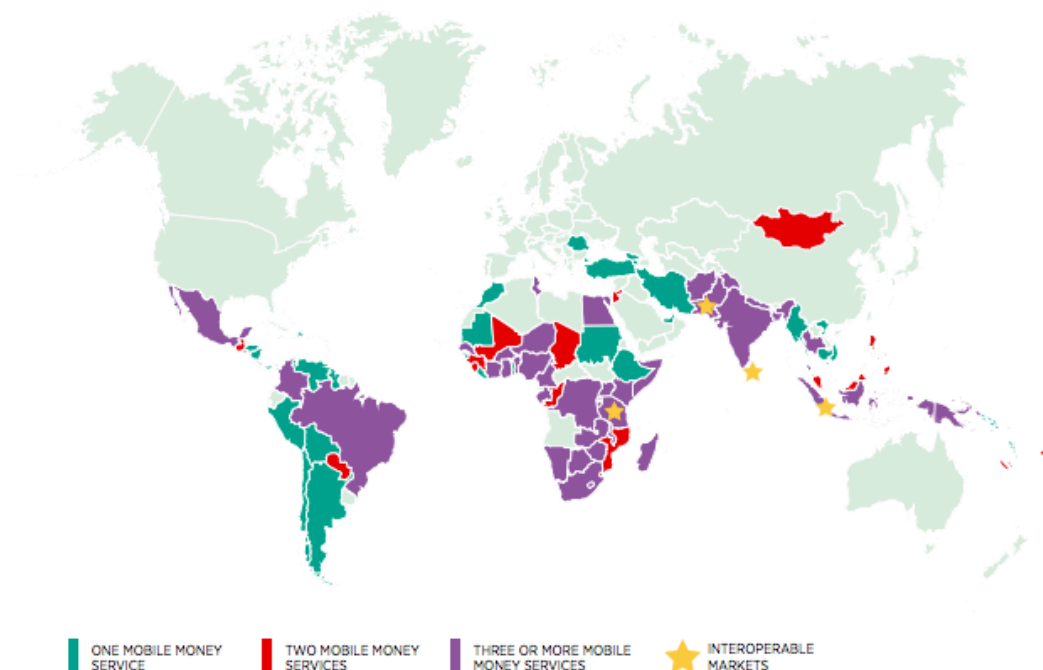 ONE MOBILE MONEY
SERVICE
TWO MOBILE MONEY
SERVICES
THREE OR MORE MOBILE
MONEY SERVICES
INTEROPERABLE
MARKETS